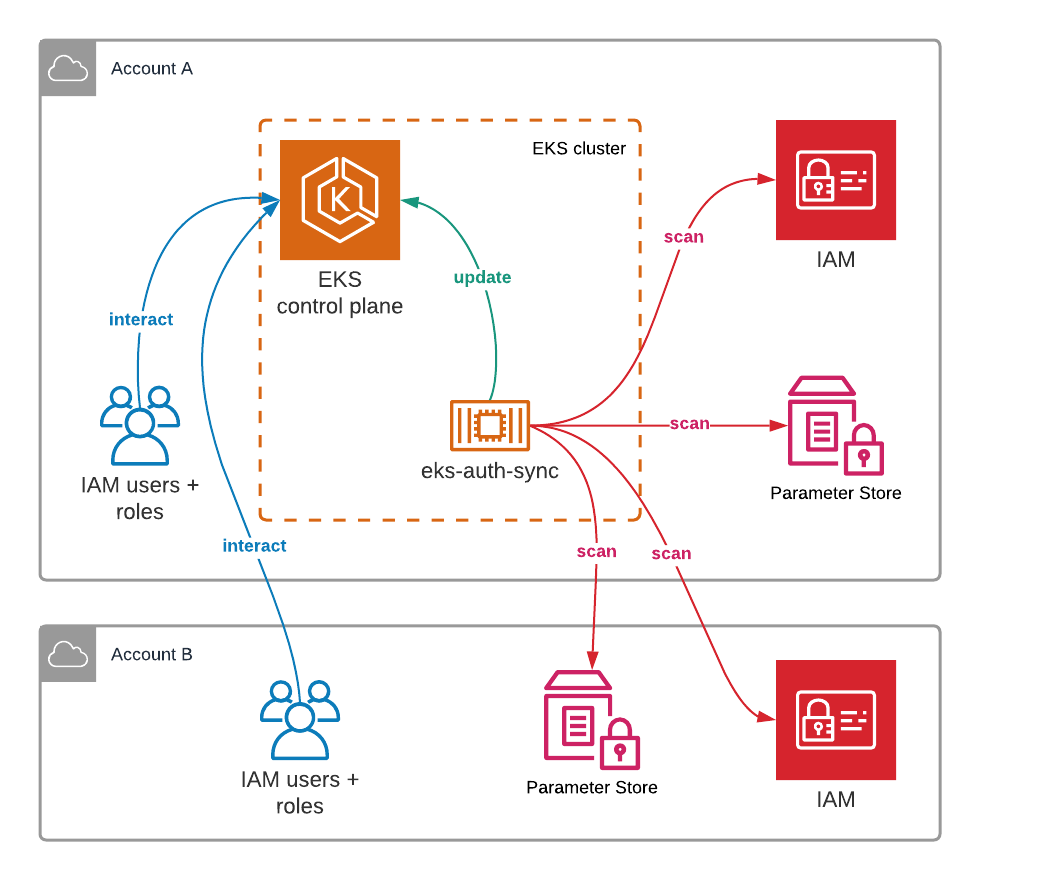 Account A
EKS cluster
K
EKS
control plane
IAM
scan
update
interact
scan
eks-auth-sync
IAM users +
roles
Parameter Store
interact
scan
scan
Account B
IAM users +
roles
Parameter Store
IAM